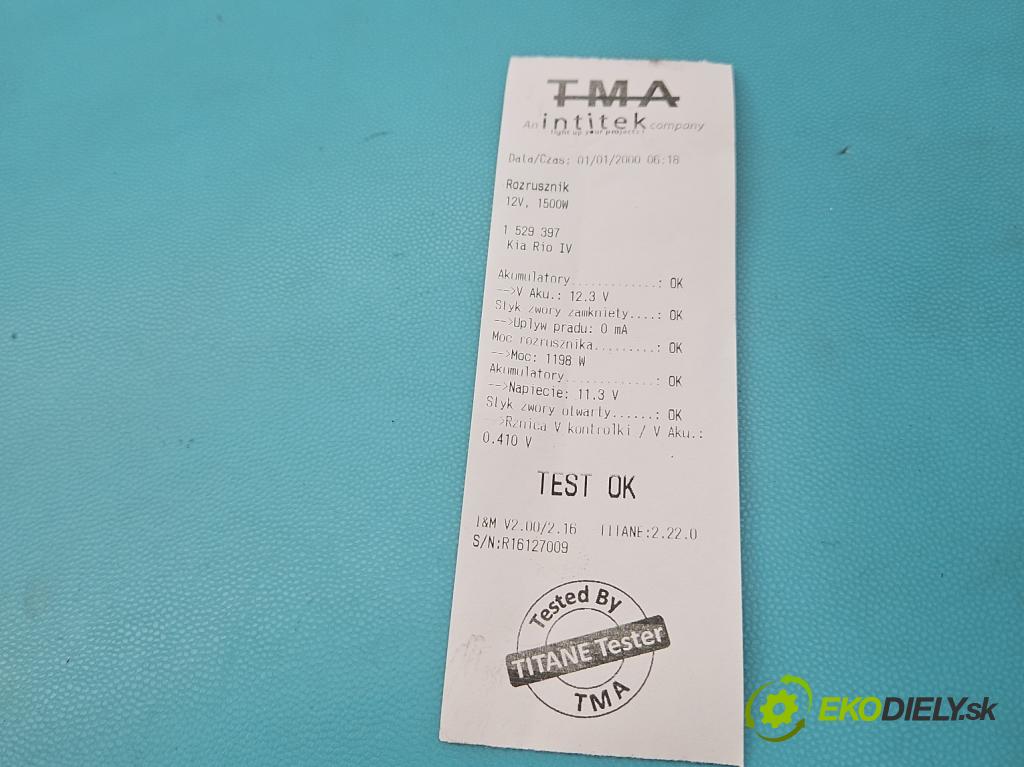 TMA
An intitek company
light up your projects!
Data/Czas: 01/01/2000 06:18
Rozrusznik
12V, 1500W
1 529 397
Kia Rio IV
Akumulatory.............: OK
-->V Aku.: 12.3 V
Styk zwory zamkniety....: OK
-->Uplyw pradu: 0 mA
Moc rozrusznika.........: OK
-->Moc: 1198 W
Akumulatory.............: OK
-->Napiecie: 11.3 V
Styk zwory otwarty......: OK
-->Rznica V kontrolki / V Aku.:
0.410 V
TEST OK
I&M V2.00/2.16 TITANE:2.22.0
S/N:R16127009
Tested By
TITANE Tester
TMA
EKODIELY.sk